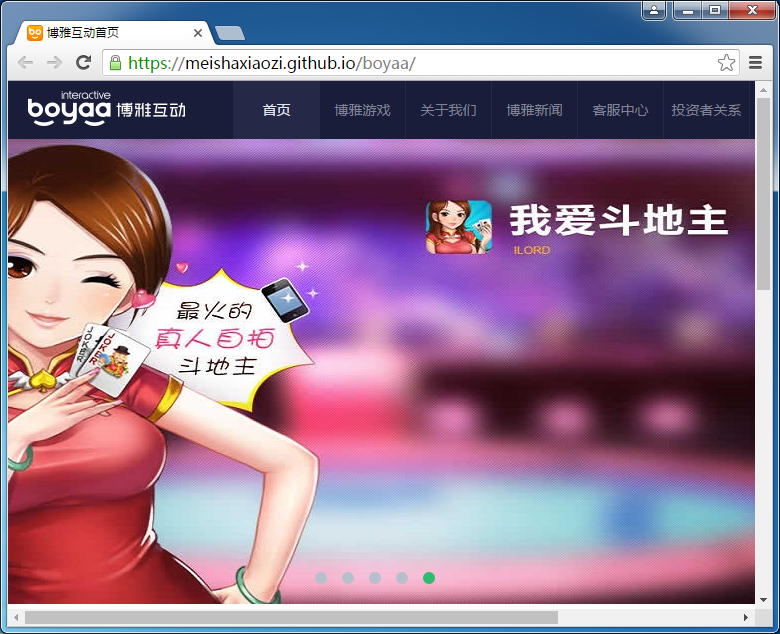 博雅互动首页
https://meishaxiaozi.github.io/boyaa/
interactive
boyaa 博雅互动
首页
博雅游戏
关于我们
博雅新闻
客服中心
投资者关系
我爱斗地主
ILORD
最火的
真人自拍
斗地主
JOKER
JOKER